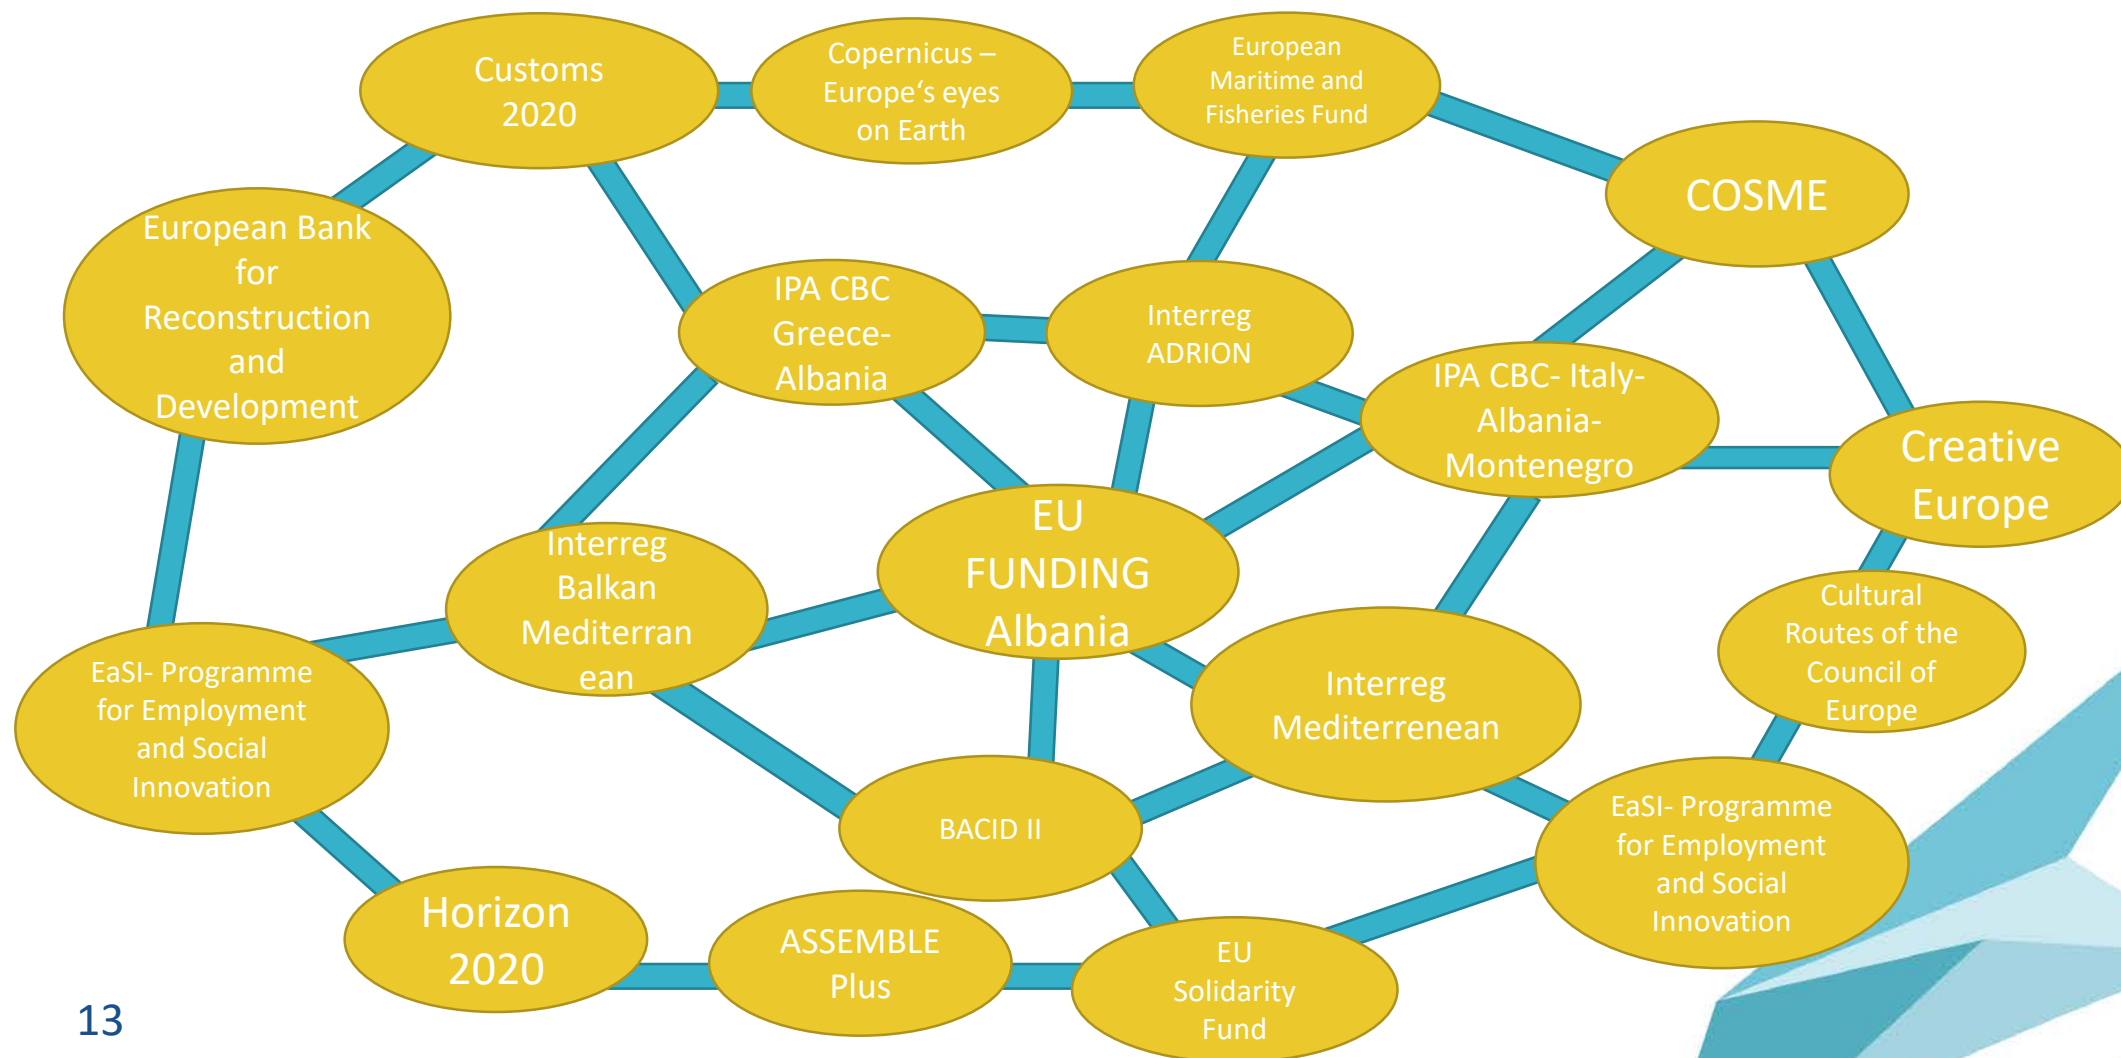 Customs
2020
Copernicus –
Europe‘s eyes
on Earth
European
Maritime and
Fisheries Fund
COSME
European Bank
for
Reconstruction
and
Development
IPA CBC
Greece-
Albania
Interreg
ADRION
IPA CBC- Italy-
Albania-
Montenegro
Creative
Europe
EU
FUNDING
Albania
Interreg
Balkan
Mediterran
ean
Cultural
Routes of the
Council of
Europe
EaSI- Programme
for Employment
and Social
Innovation
Interreg
Mediterrenean
BACID II
EaSI- Programme
for Employment
and Social
Innovation
Horizon
2020
ASSEMBLE
Plus
EU
Solidarity
Fund
13